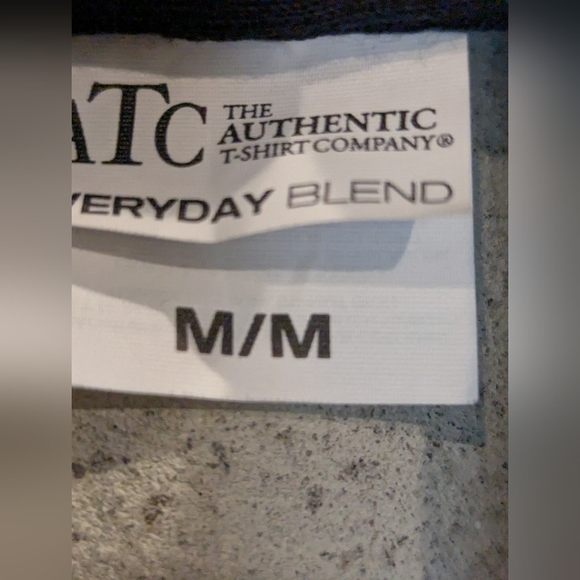 ATC THE
AUTHENTIC
T-SHIRT COMPANY®
VERYDAY BLEND
M/M